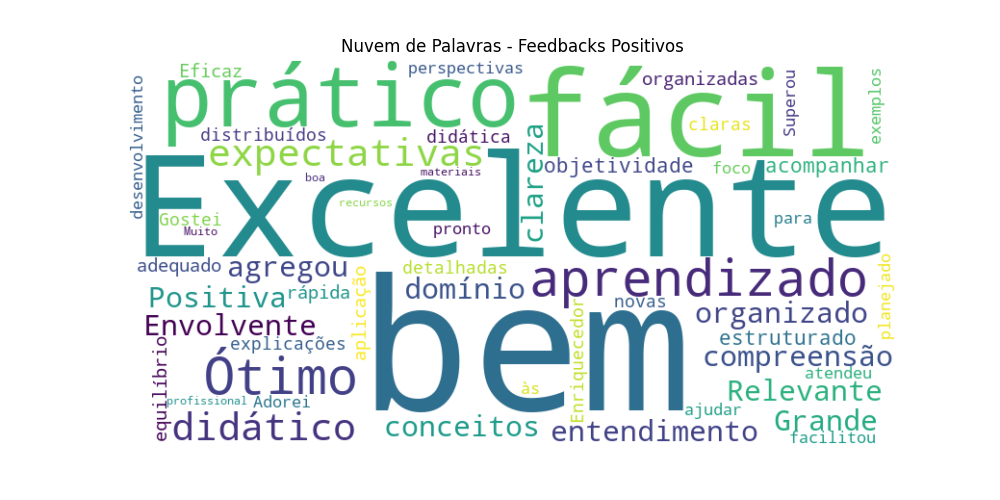 Nuvem de Palavras - Feedbacks Positivos
Eficaz
perspectivas
prático
fácil
organizadas
Superou
exemplos
desenvolvimento
distribuídos
didática
claras
expectativas
clareza
objetividade
foco
acompanhar
boa
materiais
Excelente
recursos
Gostei
Muito
pronto
para
adequado
agregou
detalhadas
aprendizado
planejado
Positiva
rápida
aplicação
domínio
novas
Envolvente
bem
organizado
explicações
estruturado
equilíbrio
Ótimo
compreensão
atendeu
às
Enriquecedor
Relevante
profissional
Adorei
ajudar
didático
conceitos
entendimento
Grande
facilitou